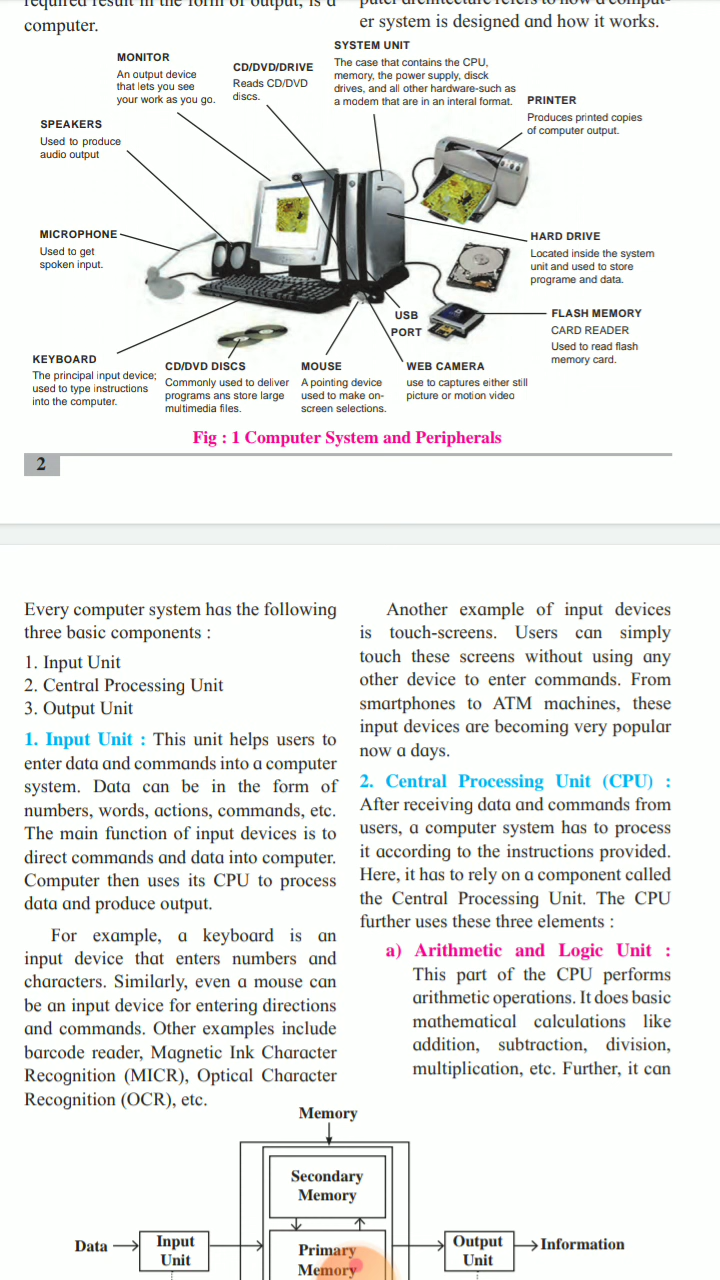 computer.
er system is designed and how it works.
MONITOR
An output device
that lets you see
your work as you go.
CD/DVD/DRIVE
Reads CD/DVD
discs.
SYSTEM UNIT
The case that contains the CPU,
memory, the power supply, disck
drives, and all other hardware-such as
a modem that are in an interal format.
PRINTER
Produces printed copies
of computer output.
SPEAKERS
Used to produce
audio output
MICROPHONE
Used to get
spoken input.
HARD DRIVE
Located inside the system
unit and used to store
programe and data.
USB
PORT
FLASH MEMORY
CARD READER
Used to read flash
memory card.
KEYBOARD
The principal input device;
used to type instructions
into the computer.
CD/DVD DISCS
Commonly used to deliver
programs ans store large
multimedia files.
MOUSE
A pointing device
used to make on-
screen selections.
WEB CAMERA
use to captures either still
picture or motion video
Fig : 1 Computer System and Peripherals
2
Every computer system has the following
three basic components :
1. Input Unit
2. Central Processing Unit
3. Output Unit
1. Input Unit : This unit helps users to
enter data and commands into a computer
system. Data can be in the form of
numbers, words, actions, commands, etc.
The main function of input devices is to
direct commands and data into computer.
Computer then uses its CPU to process
data and produce output.
For example, a keyboard is an
input device that enters numbers and
characters. Similarly, even a mouse can
be an input device for entering directions
and commands. Other examples include
barcode reader, Magnetic Ink Character
Recognition (MICR), Optical Character
Recognition (OCR), etc.
Another example of input devices
is touch-screens. Users can simply
touch these screens without using any
other device to enter commands. From
smartphones to ATM machines, these
input devices are becoming very popular
now a days.
2. Central Processing Unit (CPU) :
After receiving data and commands from
users, a computer system has to process
it according to the instructions provided.
Here, it has to rely on a component called
the Central Processing Unit. The CPU
further uses these three elements :
a) Arithmetic and Logic Unit :
This part of the CPU performs
arithmetic operations. It does basic
mathematical calculations like
addition, subtraction, division,
multiplication, etc. Further, it can
Memory
Secondary
Memory
Data
Input
Unit
Primary
Memory
Output
Unit
Information